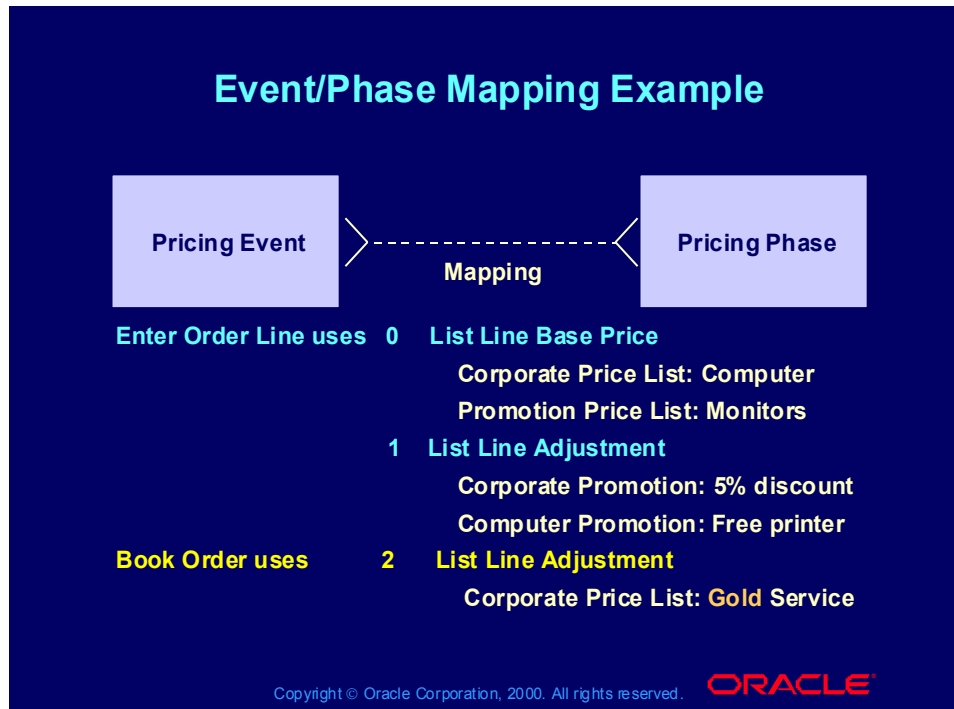 Event/Phase Mapping Example
Pricing Event
Pricing Phase
Mapping
Enter Order Line uses 0 List Line Base Price
Corporate Price List: Computer
Promotion Price List: Monitors
1 List Line Adjustment
Corporate Promotion: 5% discount
Computer Promotion: Free printer
Book Order uses 2 List Line Adjustment
Corporate Price List: Gold Service
Copyright © Oracle Corporation, 2000. All rights reserved.
ORACLE®